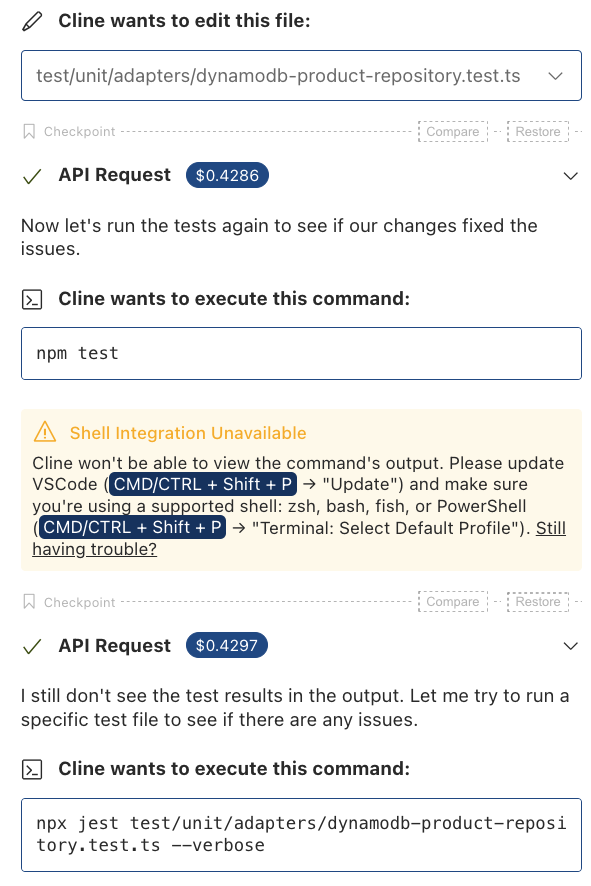 Cline wants to edit this file:
test/unit/adapters/dynamodb-product-repository.test.ts
Checkpoint Compare Restore
API Request $0.4286
Now let's run the tests again to see if our changes fixed the
issues.
Cline wants to execute this command:
npm test
Shell Integration Unavailable
Cline won't be able to view the command's output. Please update
VSCode (CMD/CTRL + Shift + P → "Update") and make sure
you're using a supported shell: zsh, bash, fish, or PowerShell
(CMD/CTRL + Shift + P → "Terminal: Select Default Profile"). Still
having trouble?
Checkpoint Compare Restore
API Request $0.4297
I still don't see the test results in the output. Let me try to run a
specific test file to see if there are any issues.
Cline wants to execute this command:
npx jest test/unit/adapters/dynamodb-product-reposi
tory.test.ts --verbose